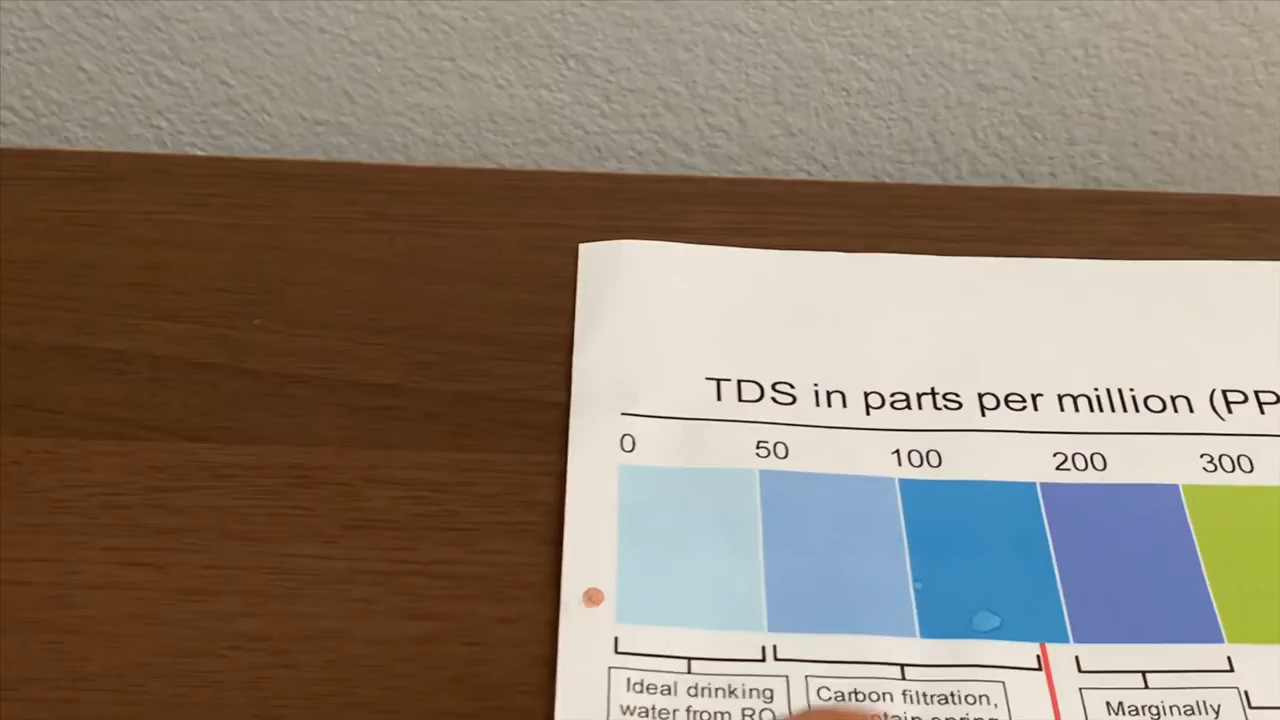 TDS in parts per million (PP
0 50 100 200 300
Ideal drinking
water from RO
Carbon filtration,
spring
Marginally